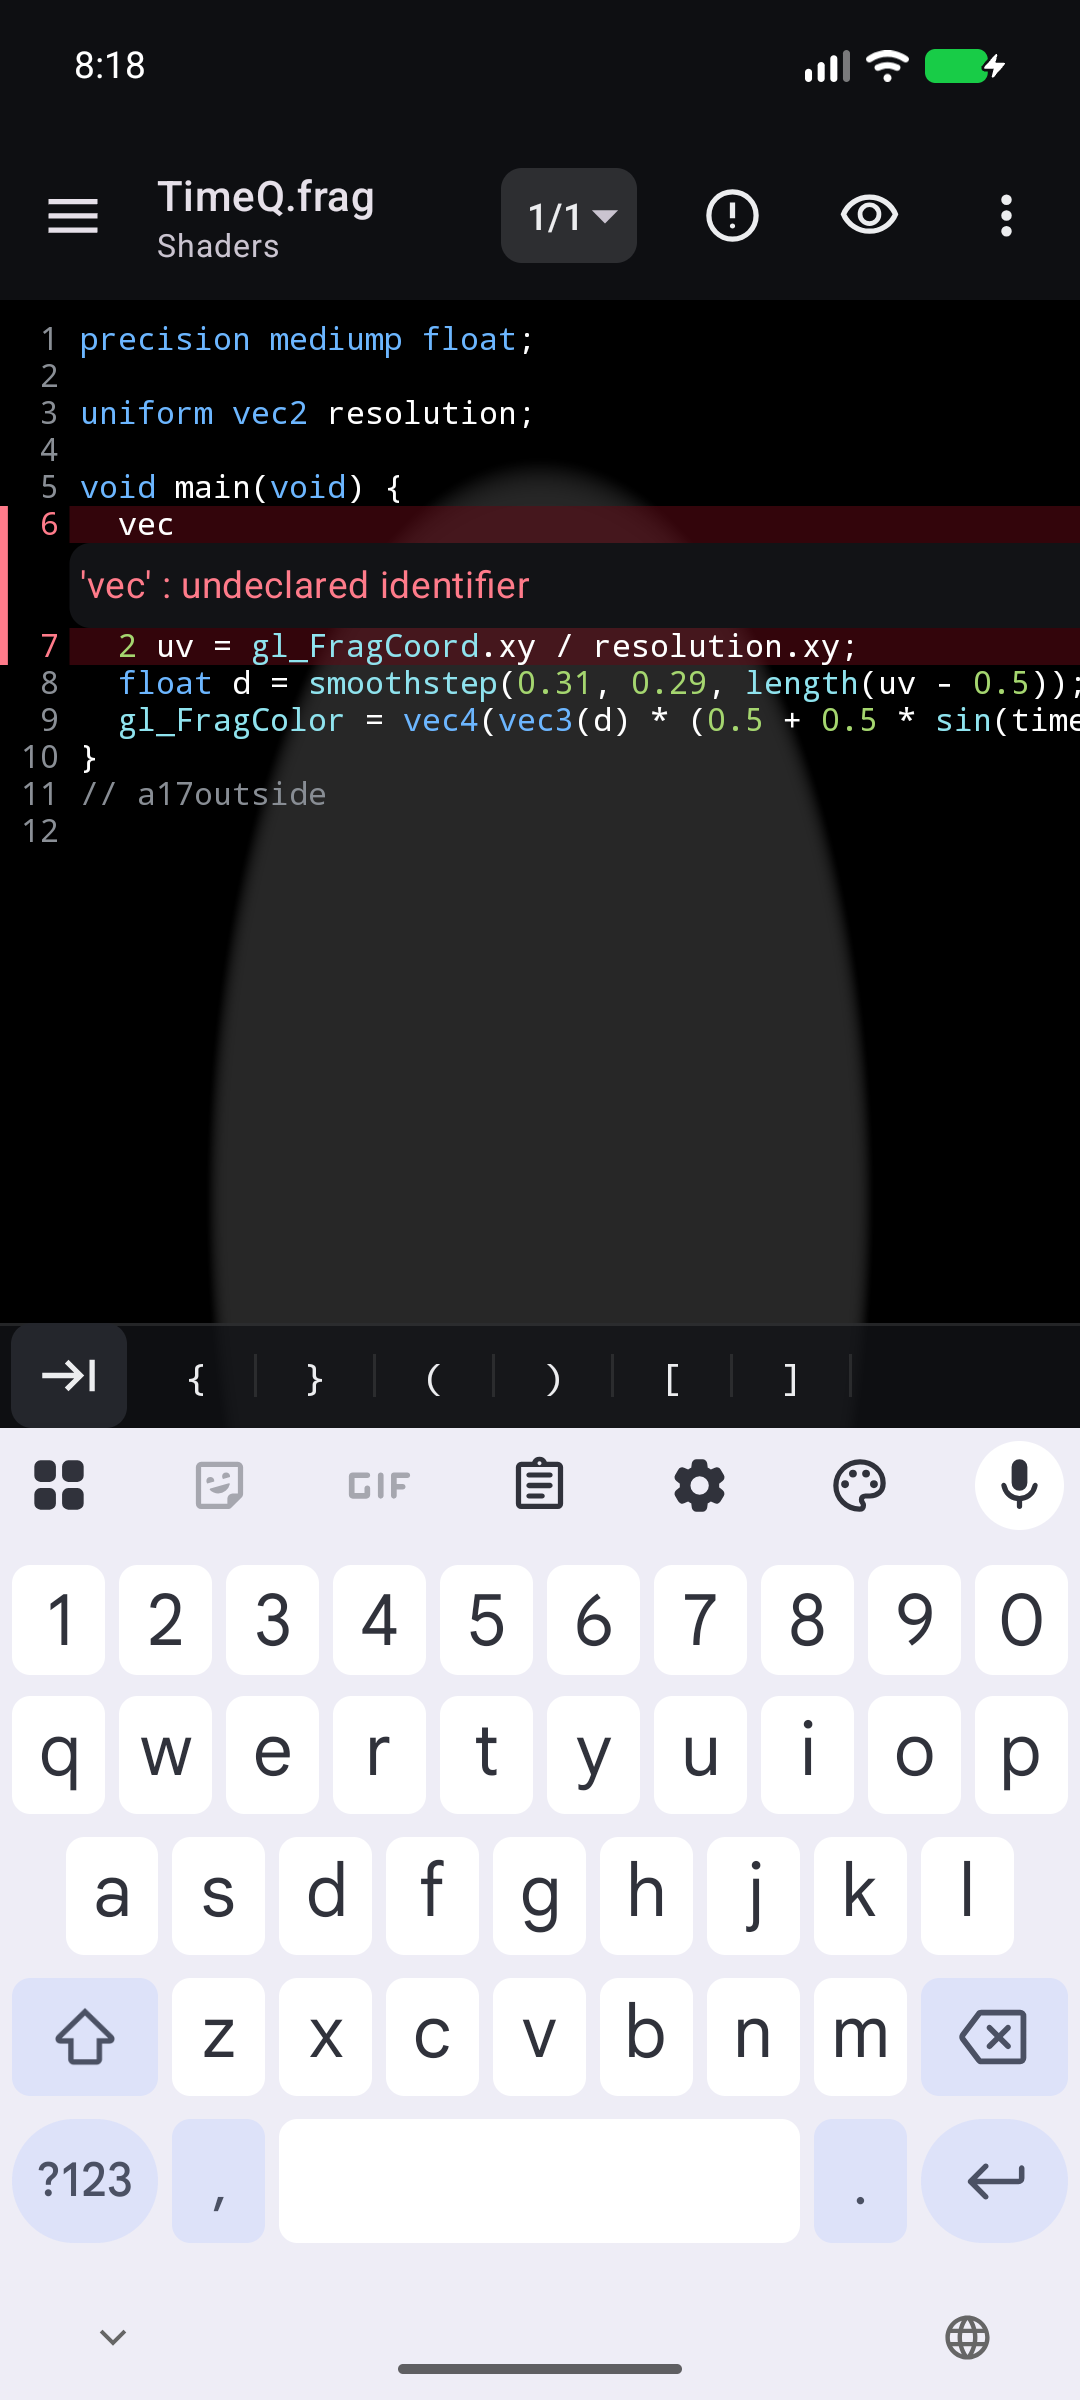 8:18
TimeQ.frag
Shaders
1/1
1 precision mediump float;
2
3 uniform vec2 resolution;
4
5 void main(void) {
6   vec
'vec' : undeclared identifier
7   2 uv = gl_FragCoord.xy / resolution.xy;
8   float d = smoothstep(0.31, 0.29, length(uv - 0.5));
9   gl_FragColor = vec4(vec3(d) * (0.5 + 0.5 * sin(time
10 }
11 // a17outside
12
{ } ( ) [ ]
GIF
1 2 3 4 5 6 7 8 9 0
q w e r t y u i o p
a s d f g h j k l
z x c v b n m
?123 , .